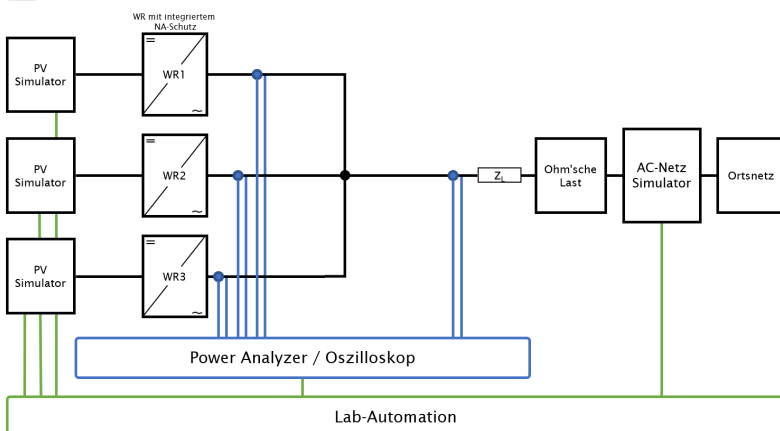 WR mit integriertem
NA-Schutz
PV
Simulator
=
WR1
~
PV
Simulator
=
WR2
~
PV
Simulator
=
WR3
~
ZL
Ohm'sche
Last
AC-Netz
Simulator
Ortsnetz
Power Analyzer / Oszilloskop
Lab-Automation